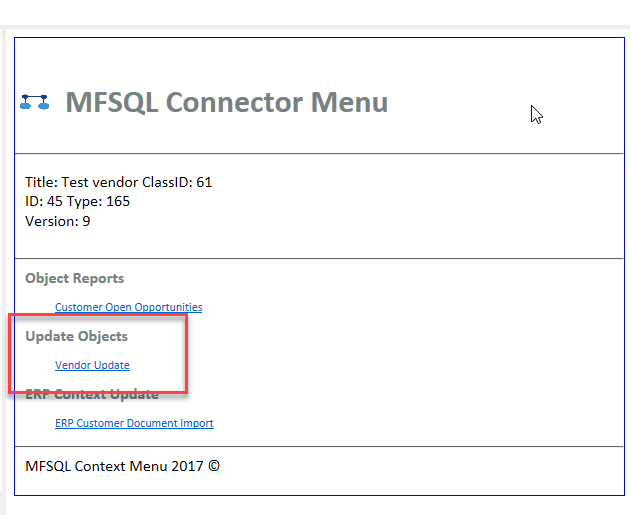 MFSQL Connector Menu
Title: Test vendor ClassID: 61
ID: 45 Type: 165
Version: 9
Object Reports
Customer Open Opportunities
Update Objects
Vendor Update
ERP Context Update
ERP Customer Document Import
MFSQL Context Menu 2017 ©